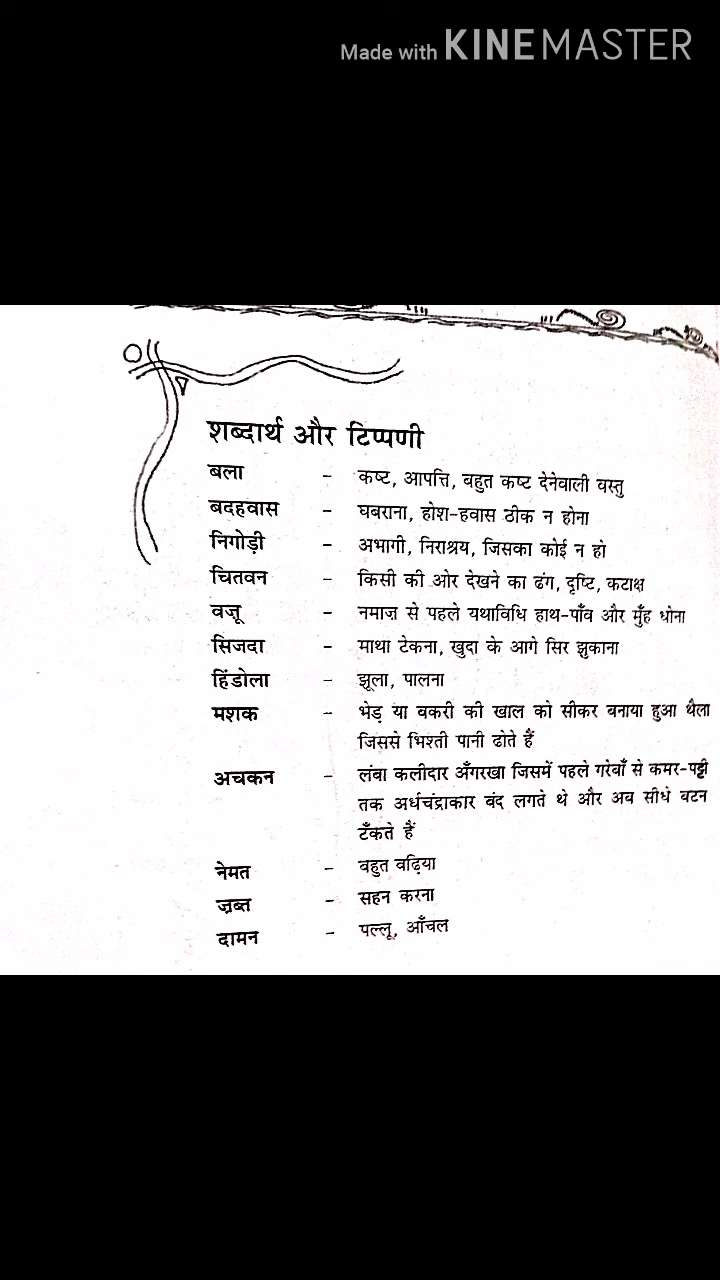 Made with KINEMASTER
शब्दार्थ और टिप्पणी
बला - कष्ट, आपत्ति, बहुत कष्ट देनेवाली वस्तु
बदहवास - घबराना, होश-हवास ठीक न होना
निगोड़ी - अभागी, निराश्रय, जिसका कोई न हो
चितवन - किसी की ओर देखने का ढंग, दृष्टि, कटाक्ष
वज़ू - नमाज से पहले यथाविधि हाथ-पाँव और मुँह धोना
सिजदा - माथा टेकना, खुदा के आगे सिर झुकाना
हिंडोला - झूला, पालना
मशक - भेड़ या बकरी की खाल को सीकर बनाया हुआ थैला
जिससे भिश्ती पानी ढोते हैं
अचकन - लंबा कलीदार अँगरखा जिसमें पहले गरेबाँ से कमर-पट्टी
तक अर्धचंद्राकार बंद लगते थे और अब सीधे बटन
टँकते हैं
नेमत - बहुत बढ़िया
ज़ब्त - सहन करना
दामन - पल्लू, आँचल